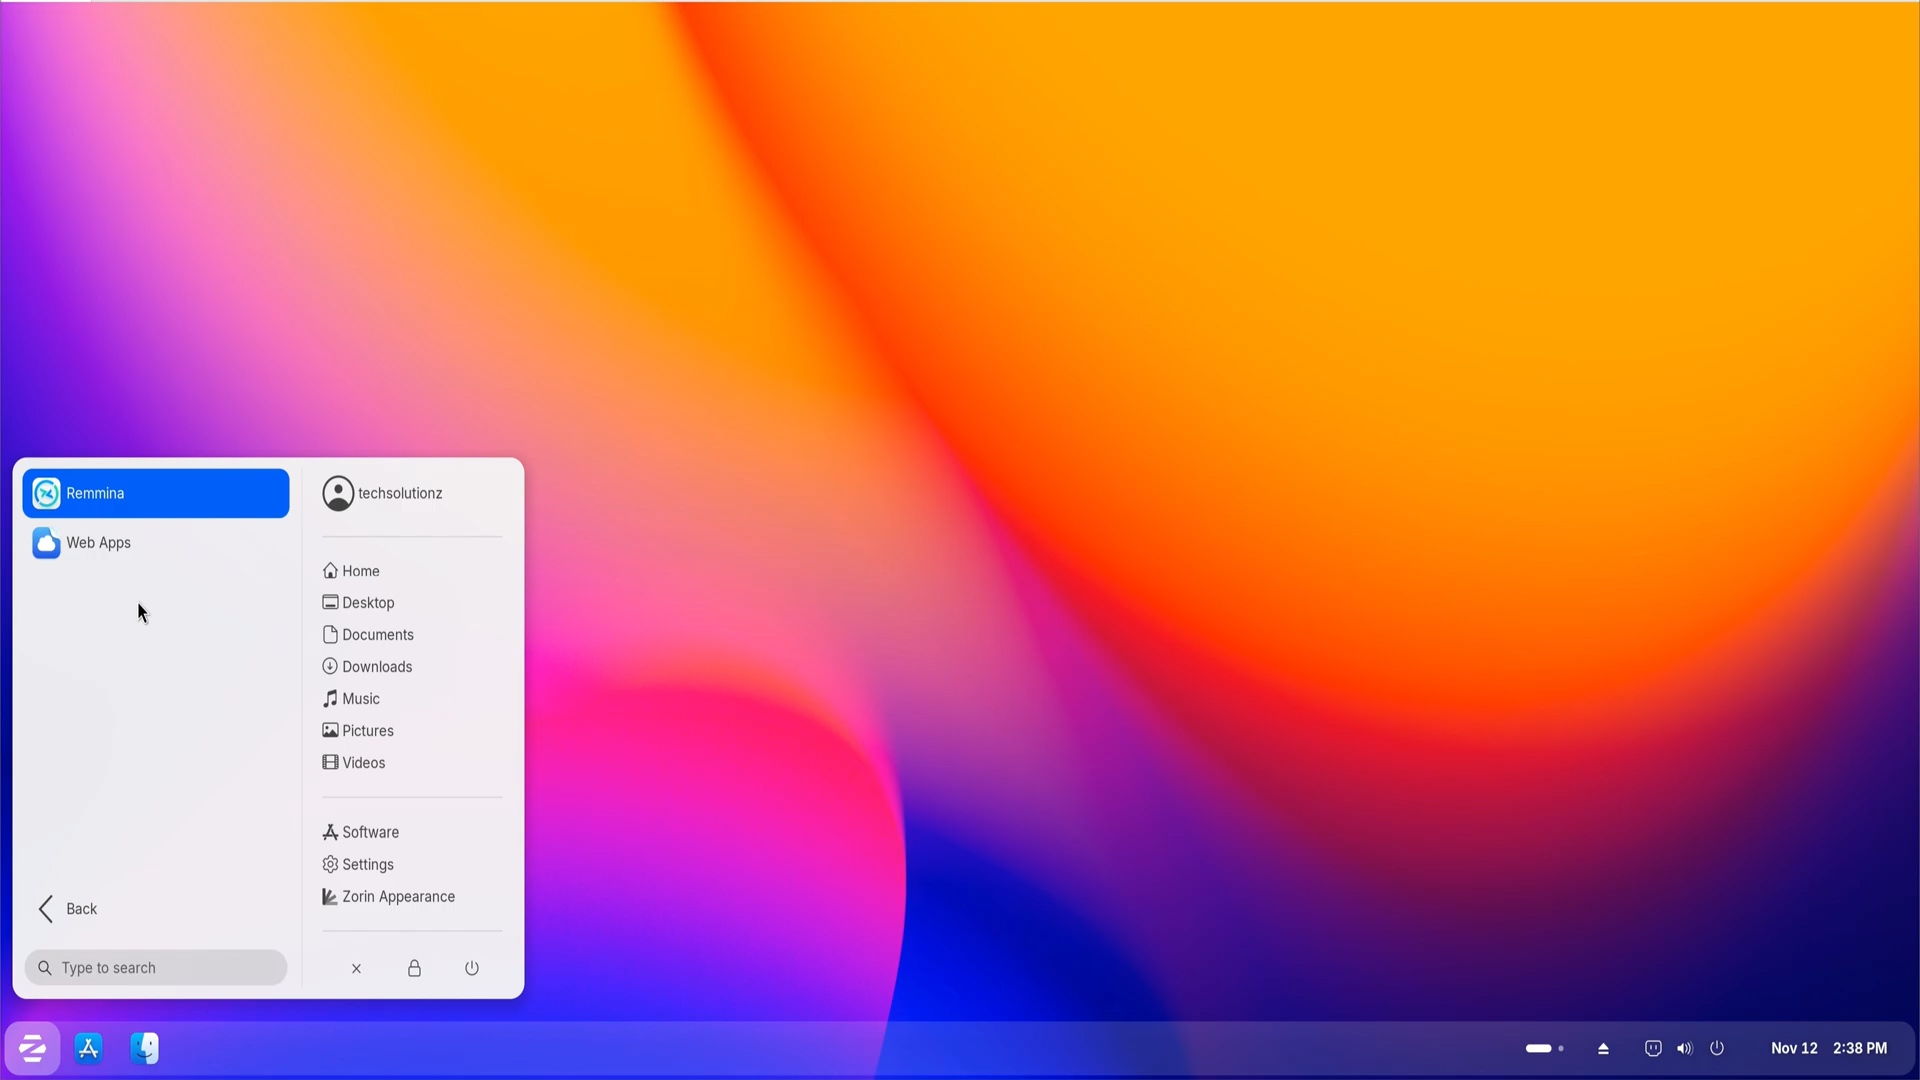 Remmina
Web Apps
Back
Type to search
techsolutionz
Home
Desktop
Documents
Downloads
Music
Pictures
Videos
Software
Settings
Zorin Appearance
Nov 12 2:38 PM